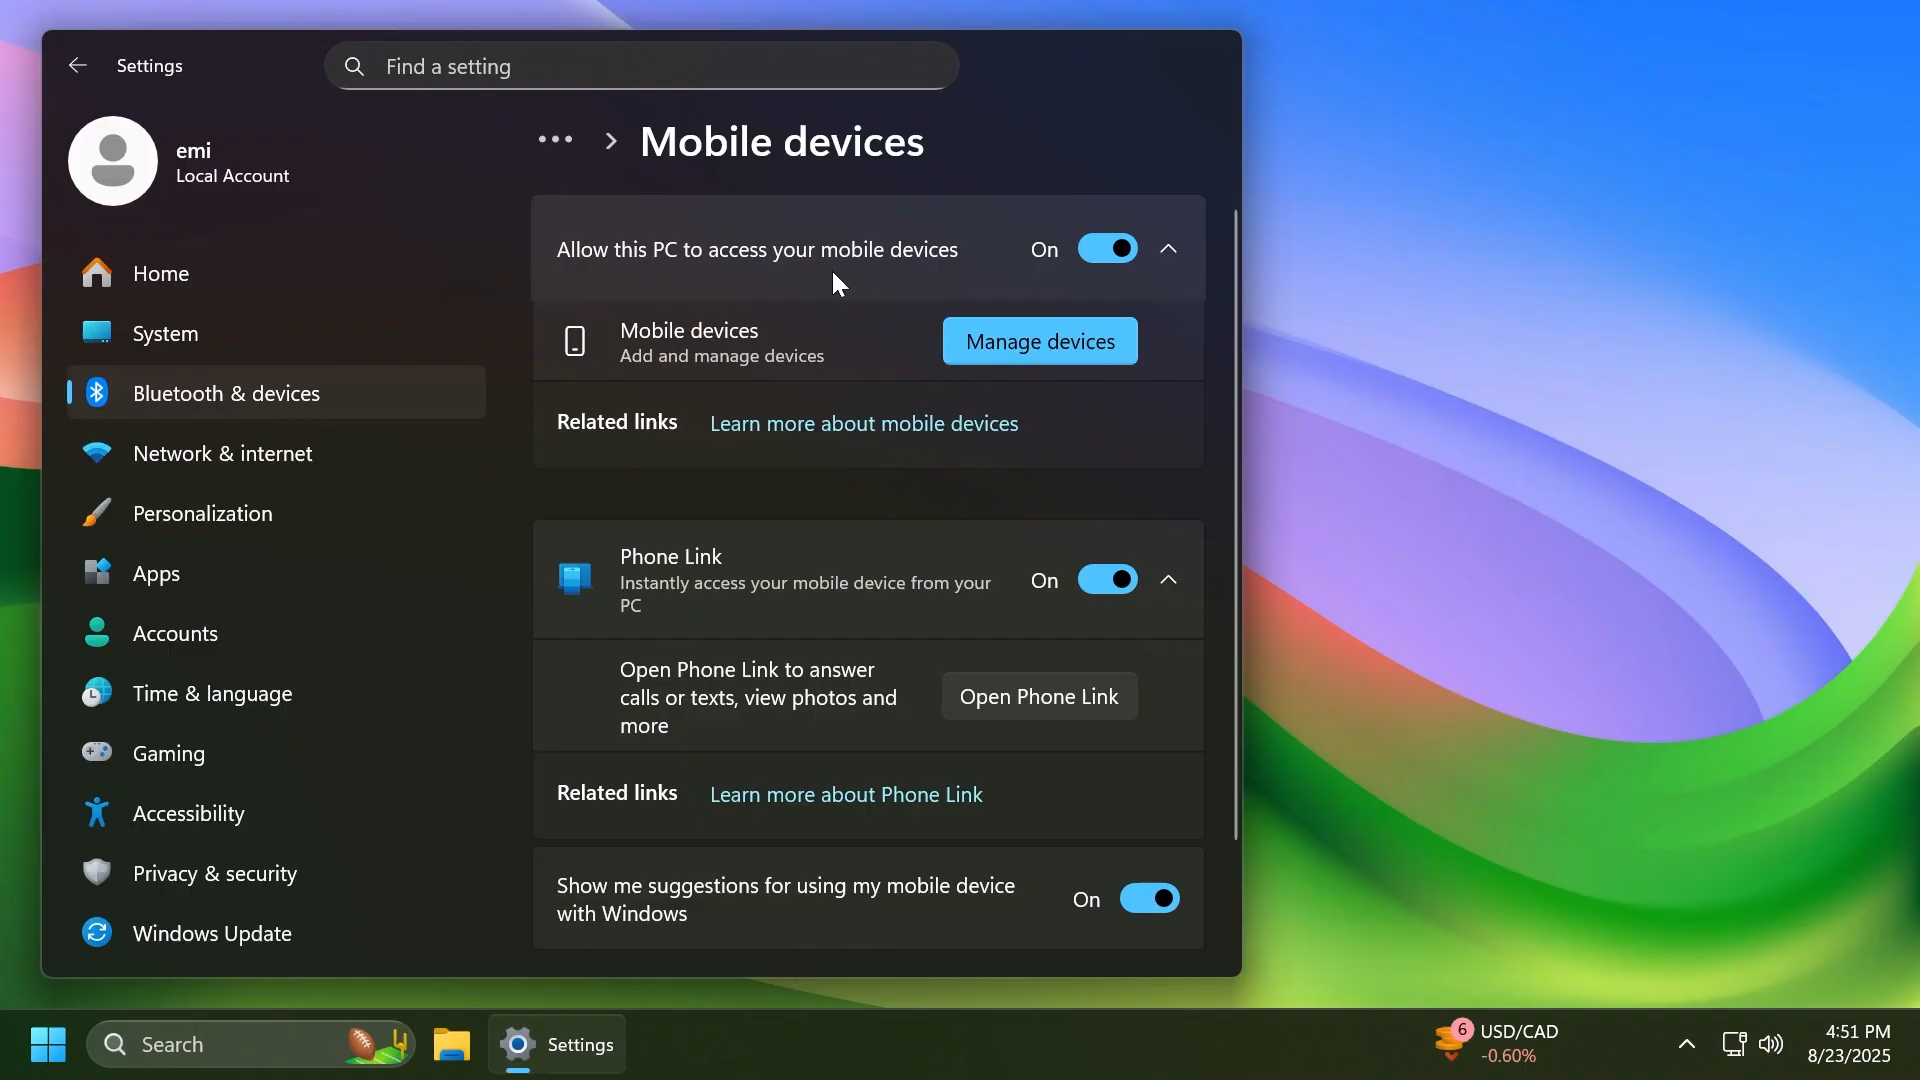 Settings
Find a setting
emi
Local Account
Home
System
Bluetooth & devices
Network & internet
Personalization
Apps
Accounts
Time & language
Gaming
Accessibility
Privacy & security
Windows Update
Mobile devices
Allow this PC to access your mobile devices
On
Mobile devices
Add and manage devices
Manage devices
Related links
Learn more about mobile devices
Phone Link
Instantly access your mobile device from your
PC
On
Open Phone Link to answer
calls or texts, view photos and
more
Open Phone Link
Related links
Learn more about Phone Link
Show me suggestions for using my mobile device
with Windows
On
Search
Settings
6
USD/CAD
-0.60%
4:51 PM
8/23/2025